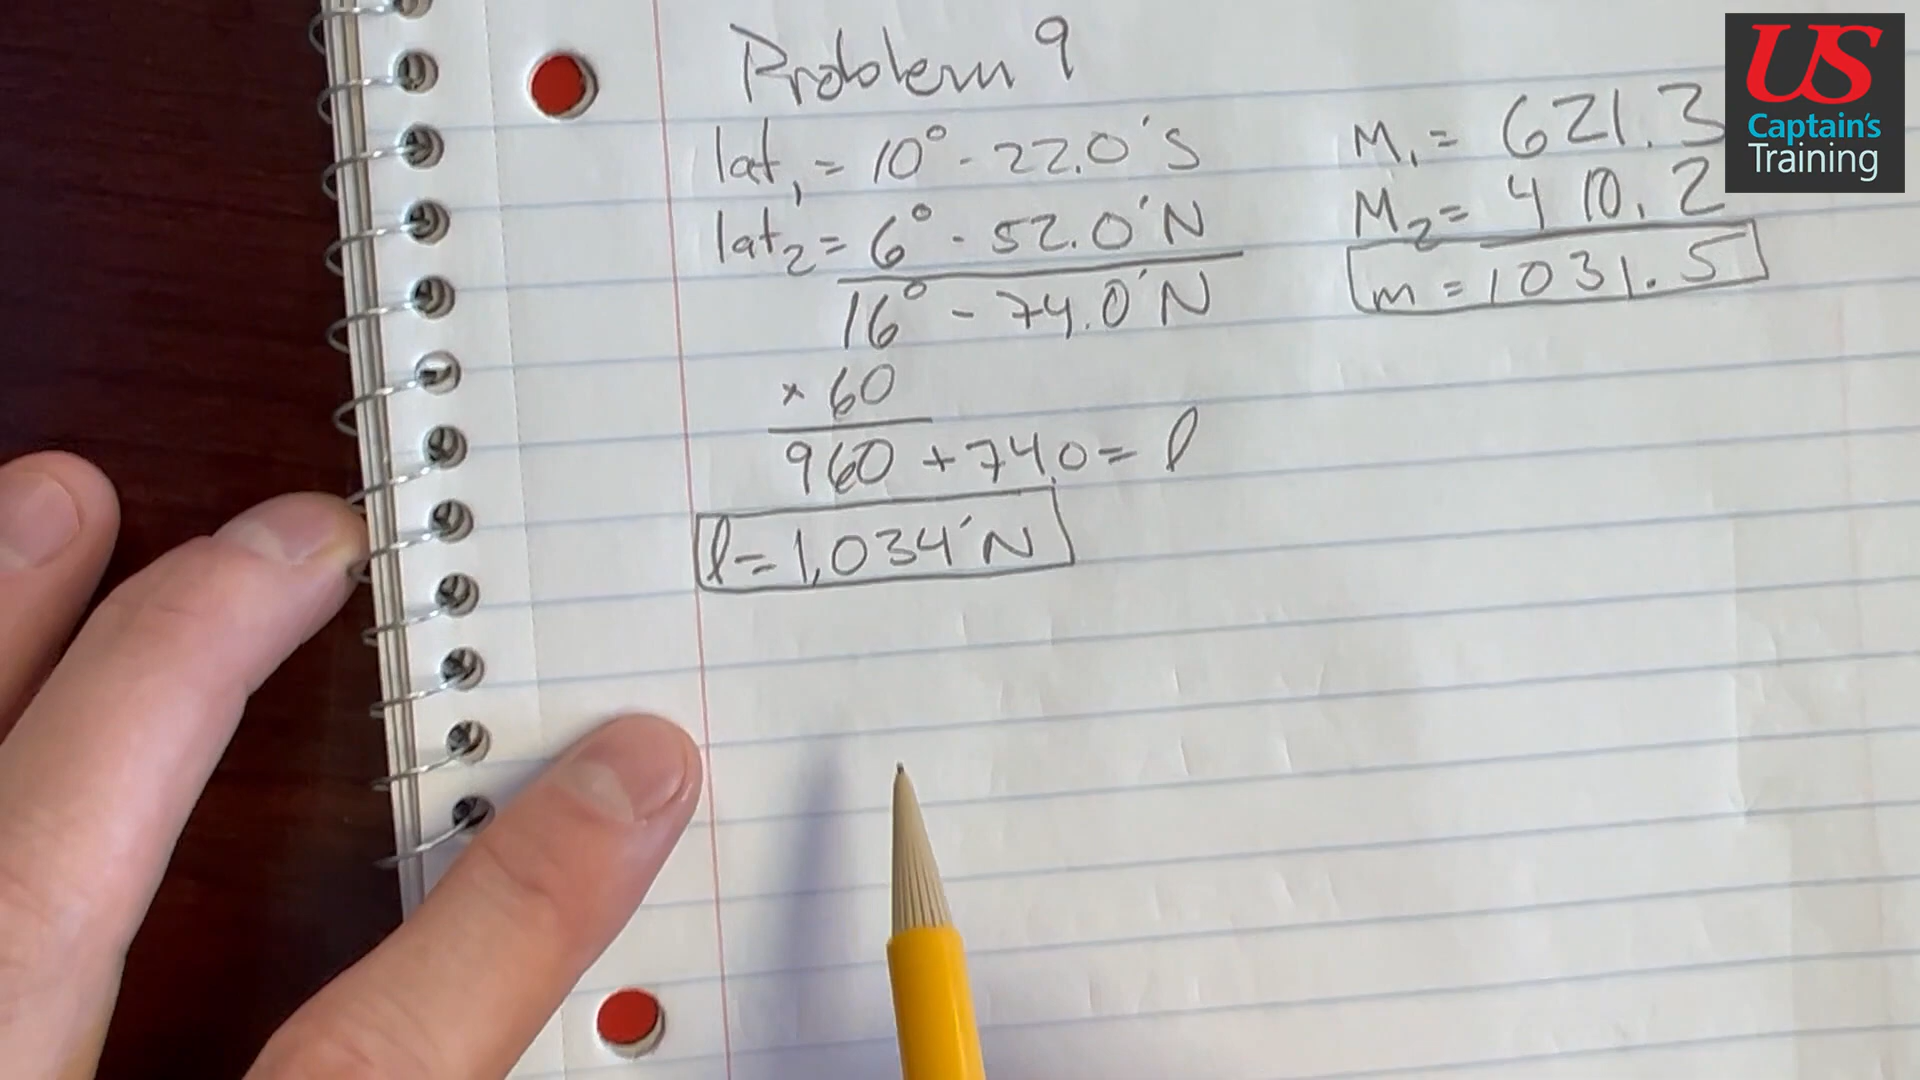 Problem 9
lat₁ = 10° - 22.0' S
lat₂ = 6° - 52.0' N
16° - 74.0' N
× 60
960 + 74.0 = l
l = 1,034' N
M₁ = 621.3
M₂ = 410.2
m = 1031.5
US
Captain's
Training